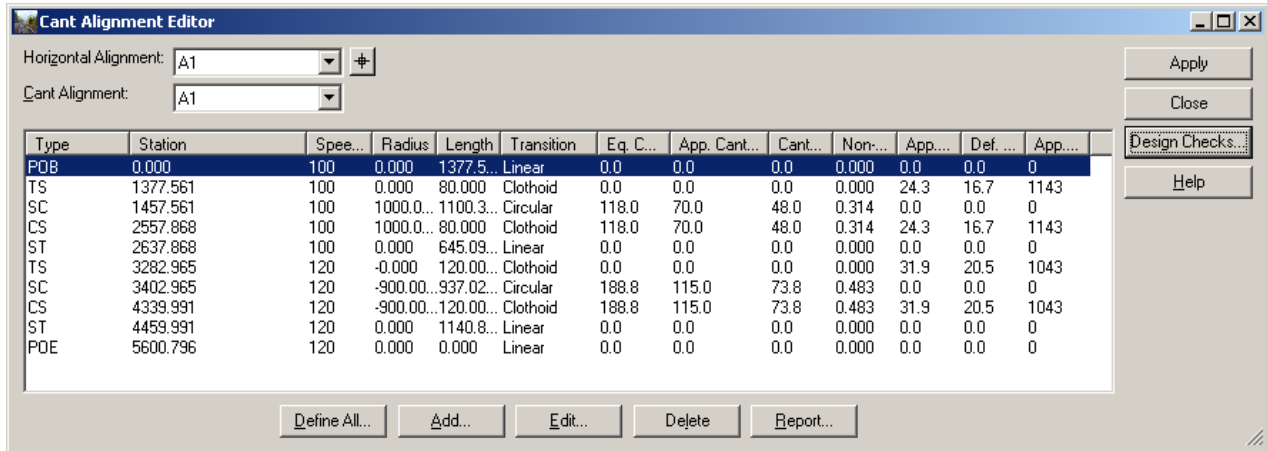 Cant Alignment Editor
Horizontal Alignment: A1
Apply
Cant Alignment: A1
Close
Type Station Spee... Radius Length Transition Eq. C... App. Cant... Cant... Non-... App.... Def. ... App....
Design Checks...
POB 0.000 100 0.000 1377.5... Linear 0.0 0.0 0.0 0.000 0.0 0.0 0
TS 1377.561 100 0.000 80.000 Clothoid 0.0 0.0 0.0 0.000 24.3 16.7 1143
Help
SC 1457.561 100 1000.0... 1100.3... Circular 118.0 70.0 48.0 0.314 0.0 0.0 0
CS 2557.868 100 1000.0... 80.000 Clothoid 118.0 70.0 48.0 0.314 24.3 16.7 1143
ST 2637.868 100 0.000 645.09... Linear 0.0 0.0 0.0 0.000 0.0 0.0 0
TS 3282.965 120 -0.000 120.00... Clothoid 0.0 0.0 0.0 0.000 31.9 20.5 1043
SC 3402.965 120 -900.00... 937.02... Circular 188.8 115.0 73.8 0.483 0.0 0.0 0
CS 4339.991 120 -900.00... 120.00... Clothoid 188.8 115.0 73.8 0.483 31.9 20.5 1043
ST 4459.991 120 0.000 1140.8... Linear 0.0 0.0 0.0 0.000 0.0 0.0 0
POE 5600.796 120 0.000 0.000 Linear 0.0 0.0 0.0 0.000 0.0 0.0 0
Define All... Add... Edit... Delete Report...